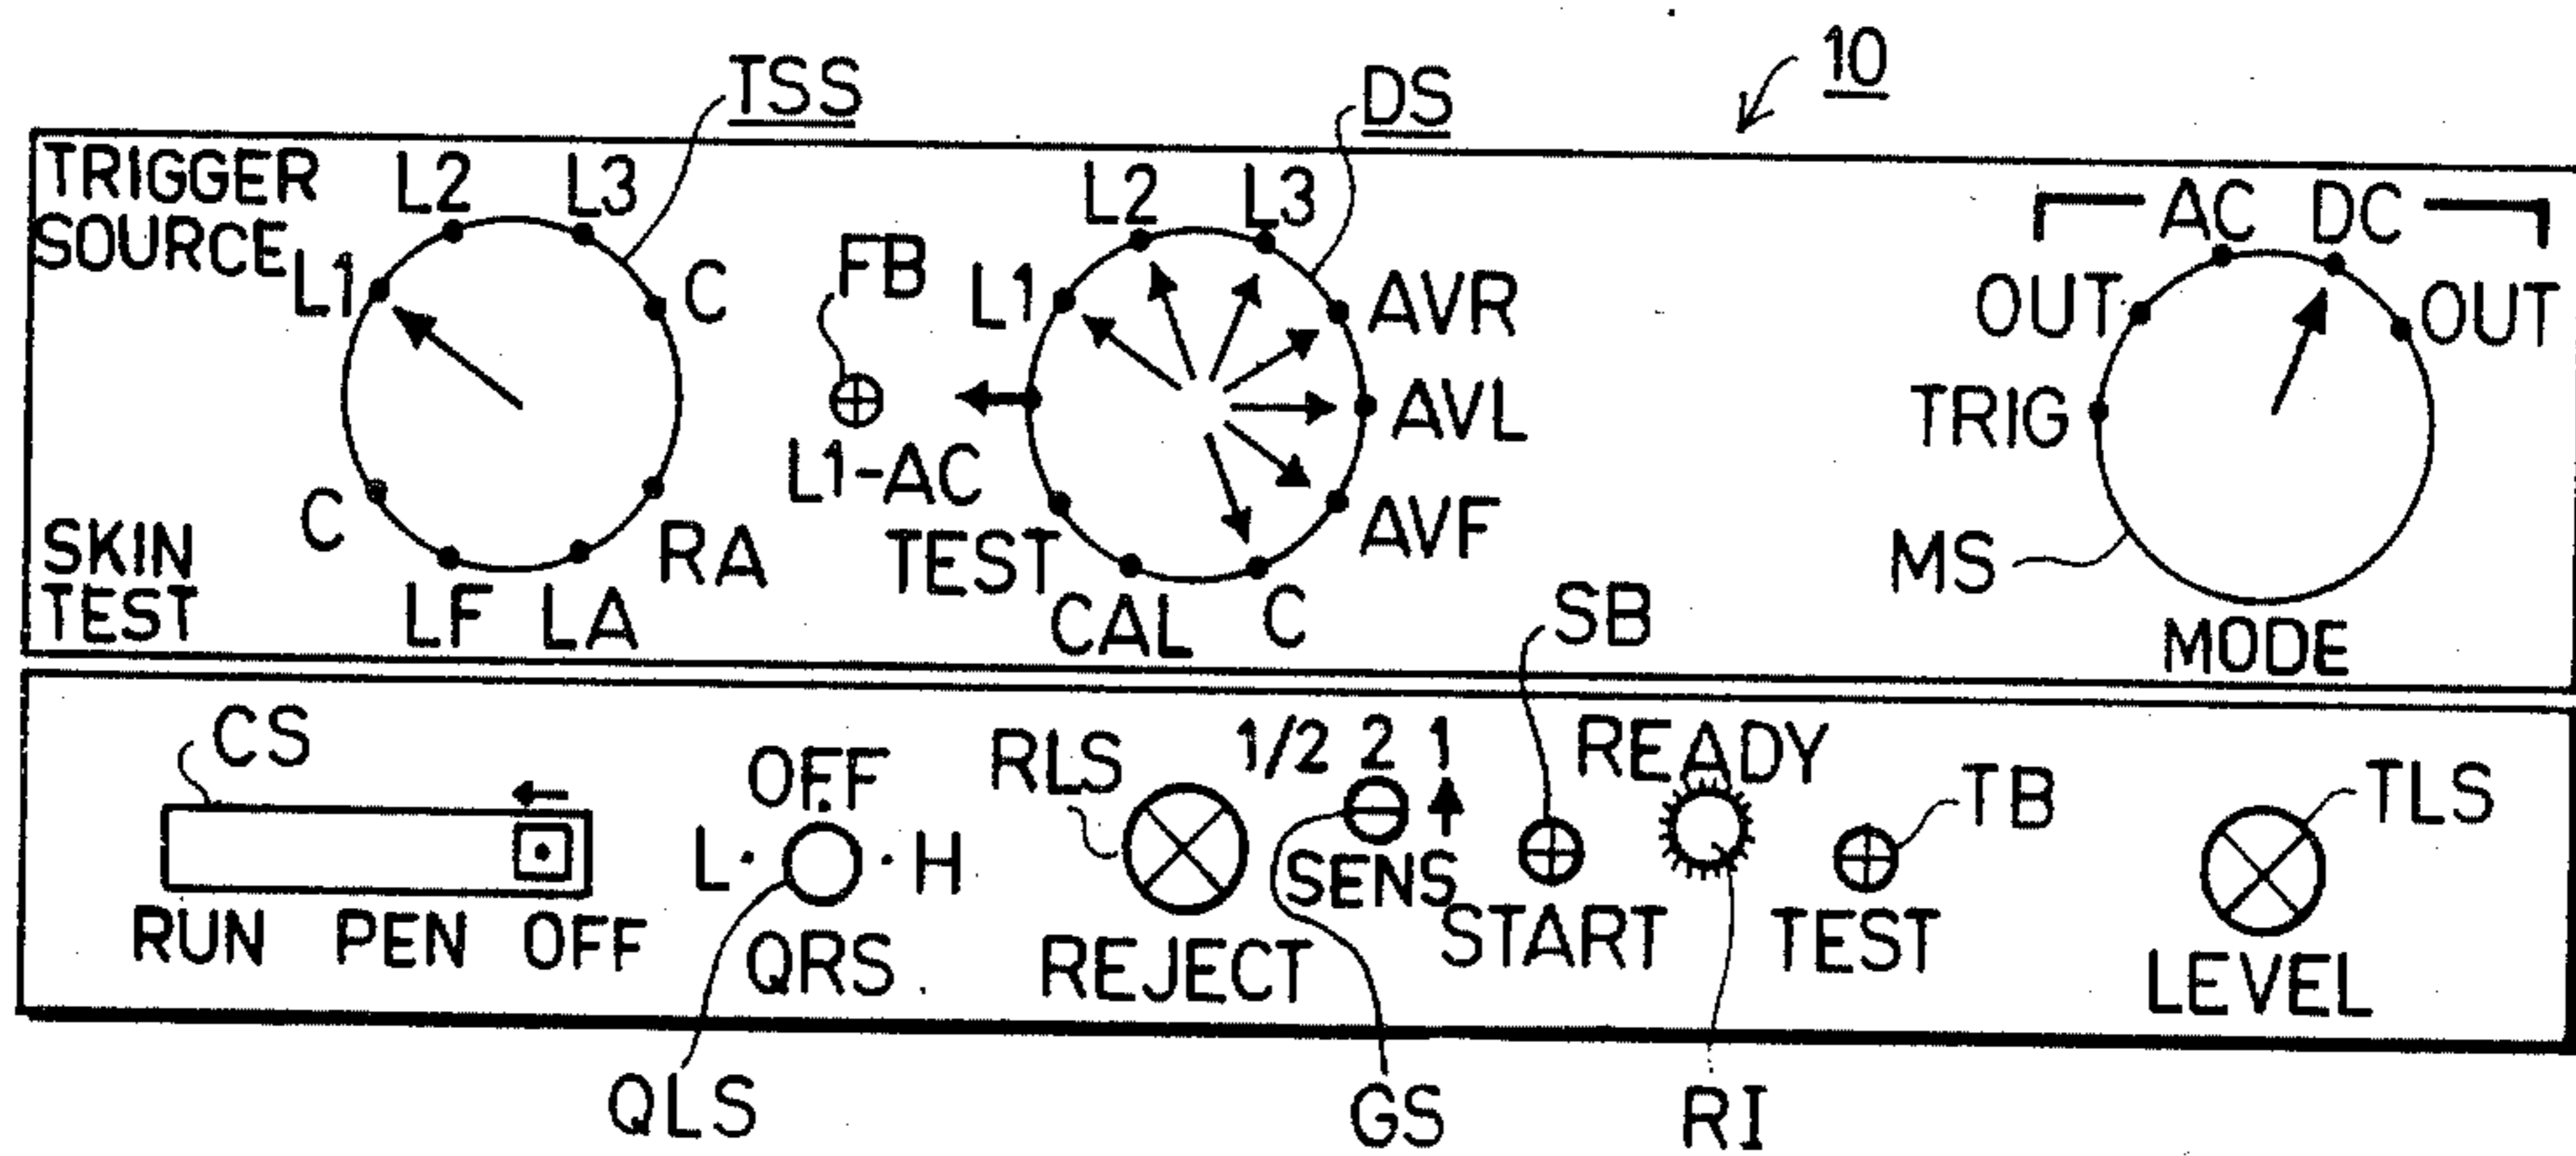 10
TSS
DS
TRIGGER
SOURCE
L1
L2
L3
C
RA
LA
LF
C
SKIN
TEST
FB
L1-AC
L1
L2
L3
AVR
AVL
AVF
C
CAL
TEST
AC DC
OUT
OUT
TRIG
MS
MODE
SB
CS
RUN PEN OFF
OFF
L H
QRS
QLS
RLS
REJECT
1/2 2 1
SENS
GS
START
READY
RI
TB
TEST
TLS
LEVEL